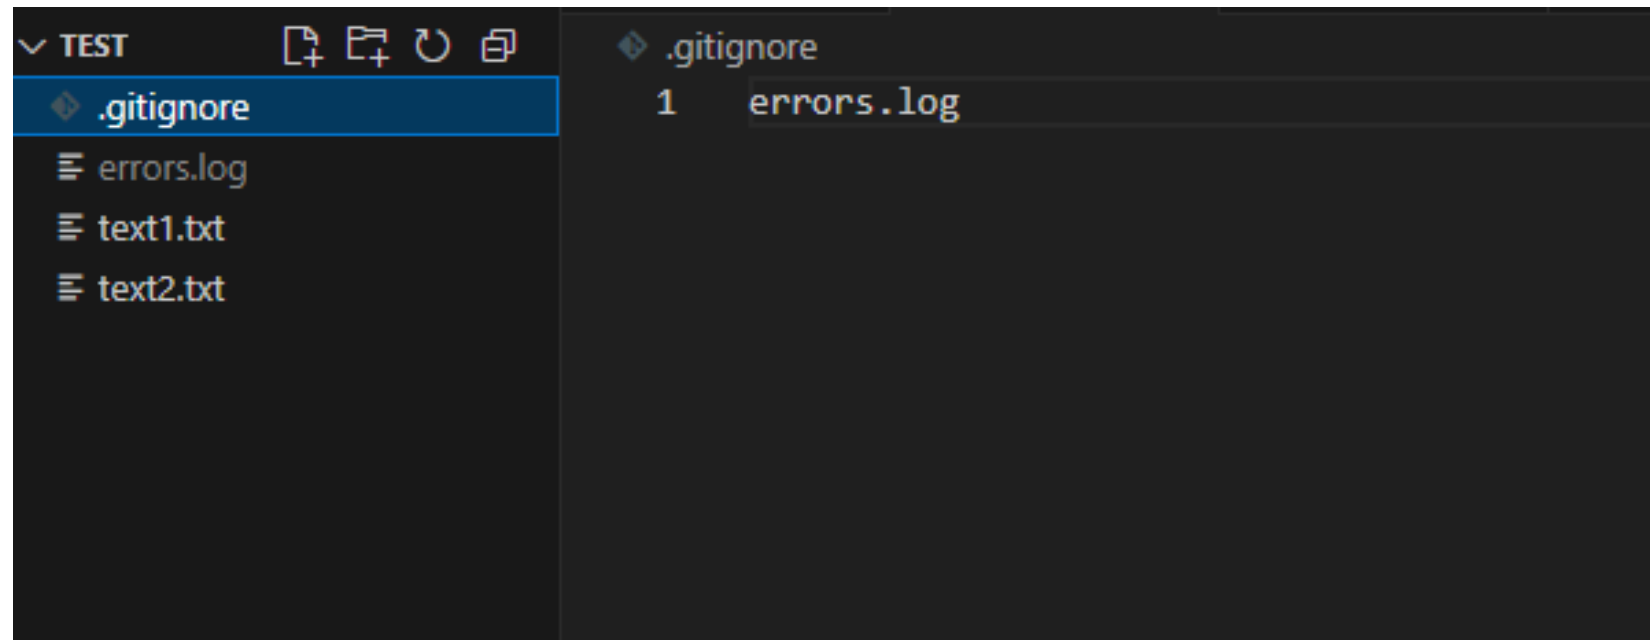 TEST
.gitignore
errors.log
text1.txt
text2.txt
.gitignore
1 errors.log